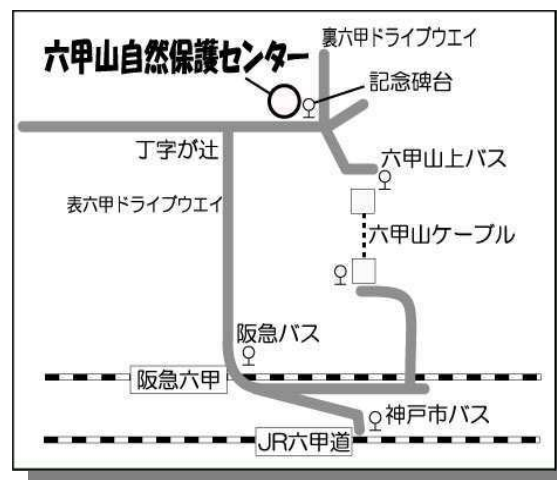 裏六甲ドライブウエイ
六甲山自然保護センター
記念碑台
丁字が辻
六甲山上バス
表六甲ドライブウエイ
六甲山ケーブル
阪急バス
阪急六甲
神戸市バス
JR六甲道